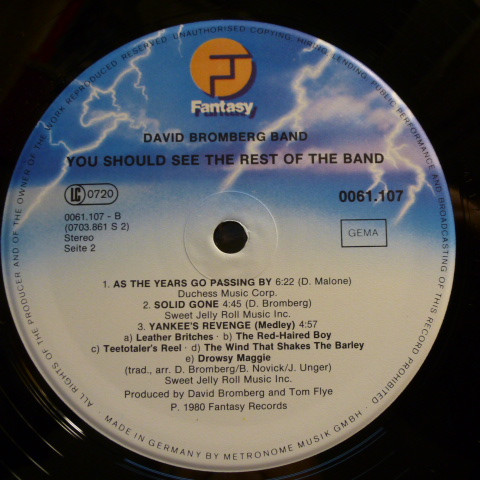 ALL RIGHTS OF THE PRODUCER AND OF THE OWNER OF THE WORK REPRODUCED RESERVED UNAUTHORISED COPYING, HIRING, LENDING, PUBLIC PERFORMANCE AND BROADCASTING OF THIS RECORD PROHIBITED
Fantasy
DAVID BROMBERG BAND
YOU SHOULD SEE THE REST OF THE BAND
LC 0720
0061.107
0061.107 - B
(0703.861 S 2)
Stereo
Seite 2
GEMA
1. AS THE YEARS GO PASSING BY 6:22 (D. Malone)
Duchess Music Corp.
2. SOLID GONE 4:45 (D. Bromberg)
Sweet Jelly Roll Music Inc.
3. YANKEE'S REVENGE (Medley) 4:57
a) Leather Britches · b) The Red-Haired Boy
c) Teetotaler's Reel · d) The Wind That Shakes The Barley
e) Drowsy Maggie
(trad., arr. D. Bromberg/B. Novick/J. Unger)
Sweet Jelly Roll Music Inc.
Produced by David Bromberg and Tom Flye
P. 1980 Fantasy Records
MADE IN GERMANY BY METRONOME MUSIK GMBH